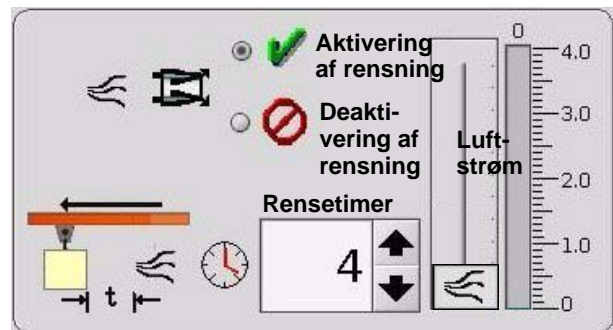 0
Aktivering
af rensning
4.0
Deakti-
vering af
rensning
3.0
Luft-
strøm
2.0
Rensetimer
4
1.0
t
0